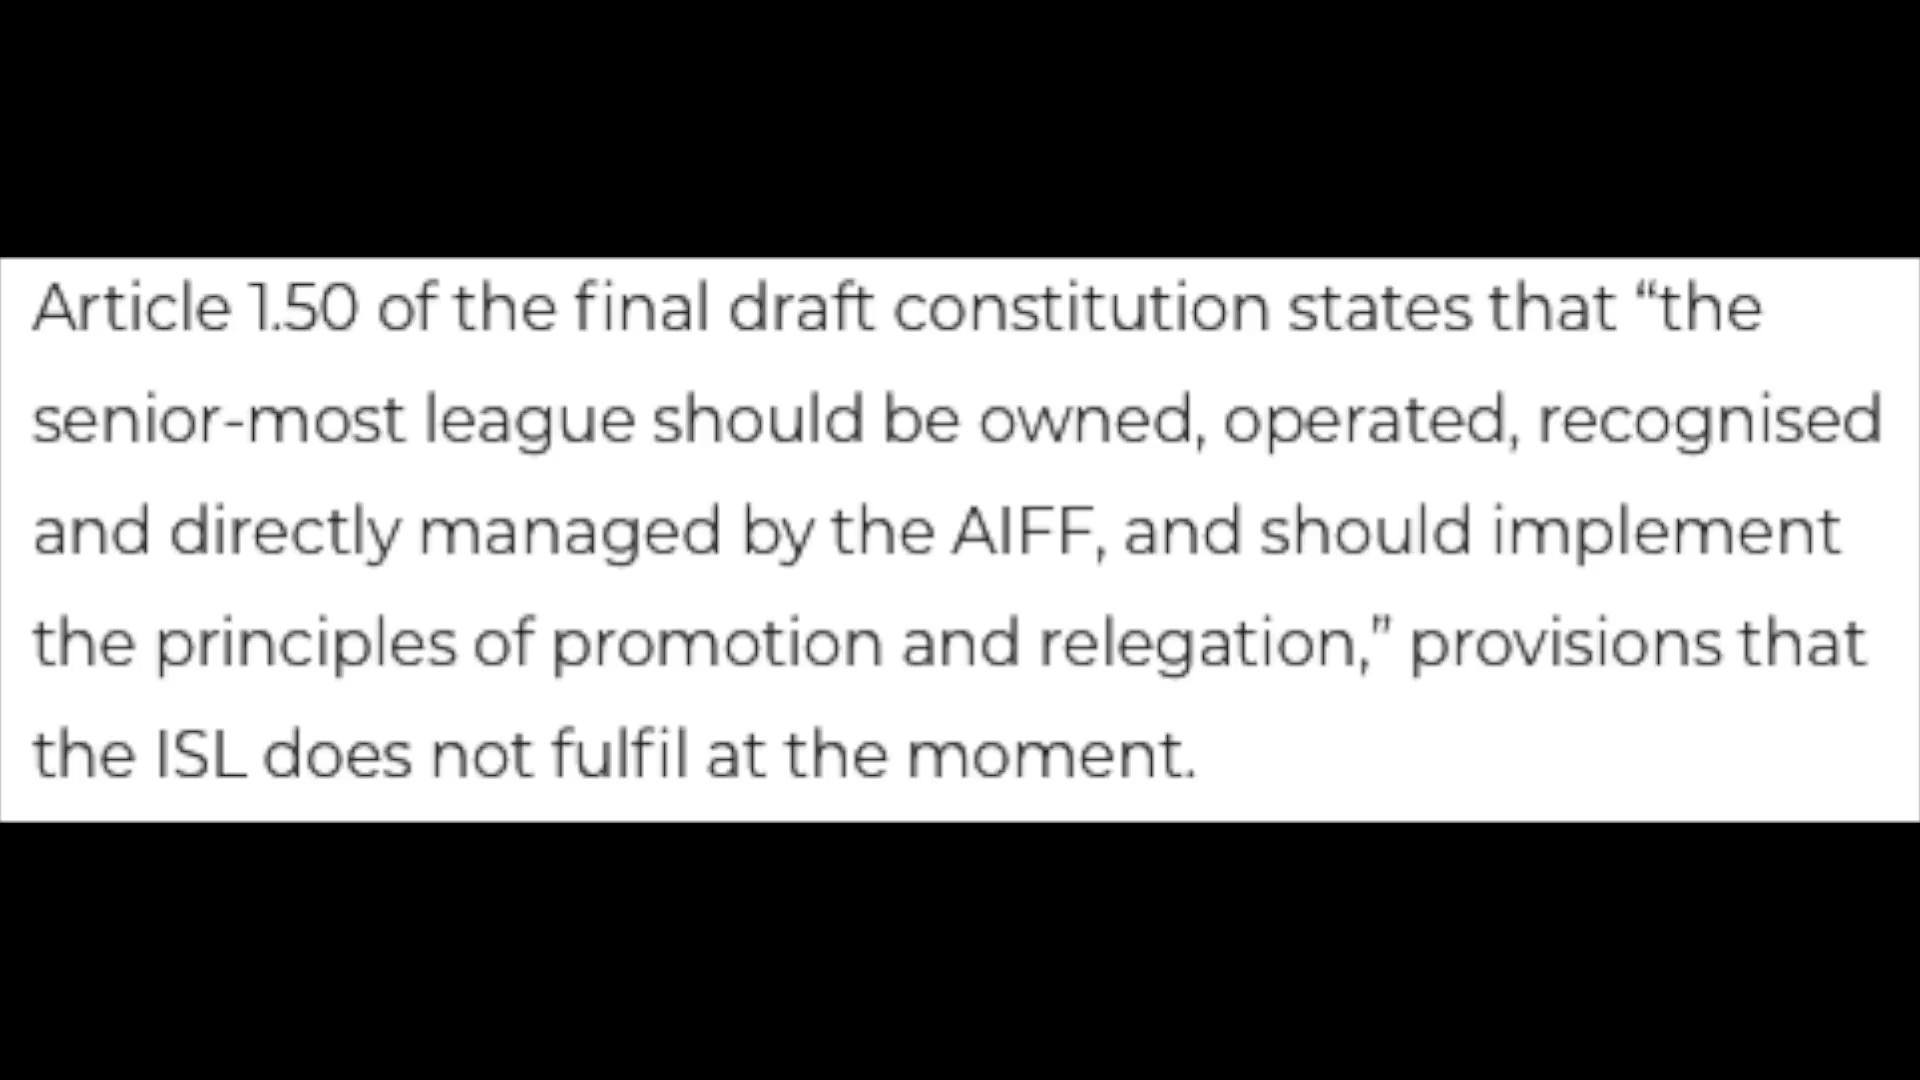 Article 1.50 of the final draft constitution states that “the
senior-most league should be owned, operated, recognised
and directly managed by the AIFF, and should implement
the principles of promotion and relegation,” provisions that
the ISL does not fulfil at the moment.